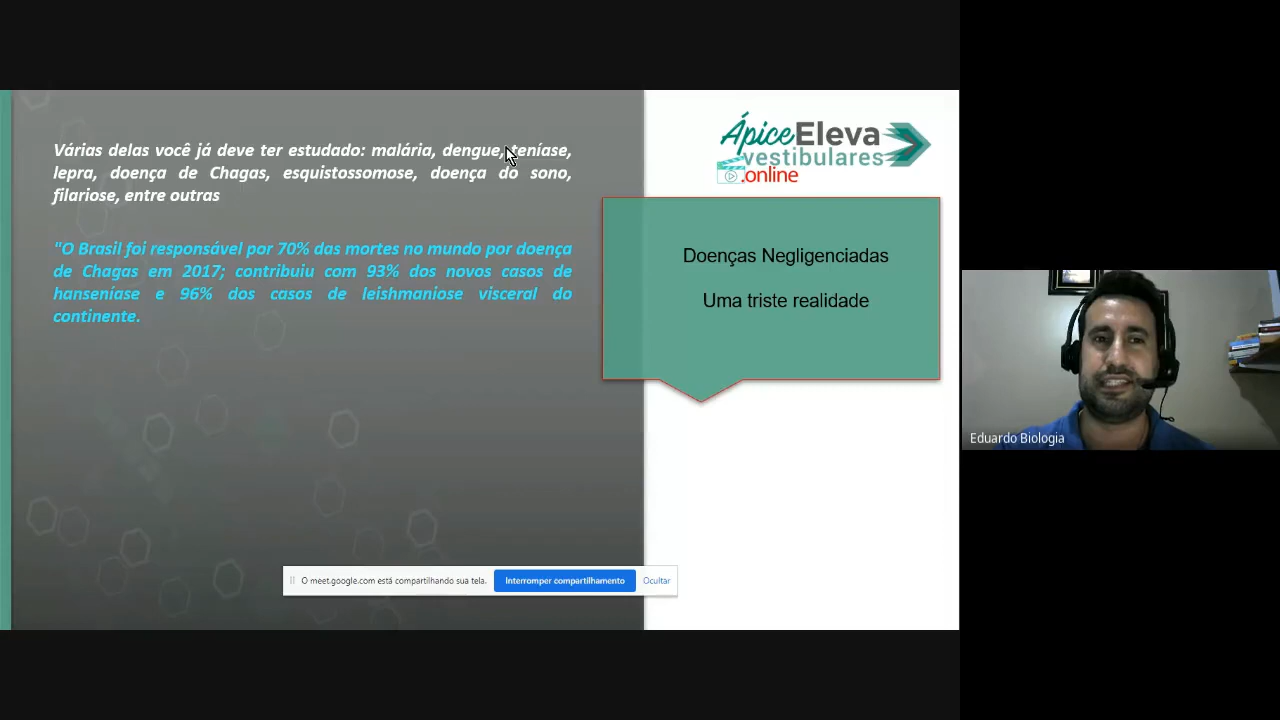 Várias delas você já deve ter estudado: malária, dengue, teníase,
lepra, doença de Chagas, esquistossomose, doença do sono,
filariose, entre outras
"O Brasil foi responsável por 70% das mortes no mundo por doença
de Chagas em 2017; contribuiu com 93% dos novos casos de
hanseníase e 96% dos casos de leishmaniose visceral do
continente.
ÁpiceEleva
vestibulares
.online
Doenças Negligenciadas
Uma triste realidade
O meet.google.com está compartilhando sua tela.
Interromper compartilhamento
Ocultar
Eduardo Biologia